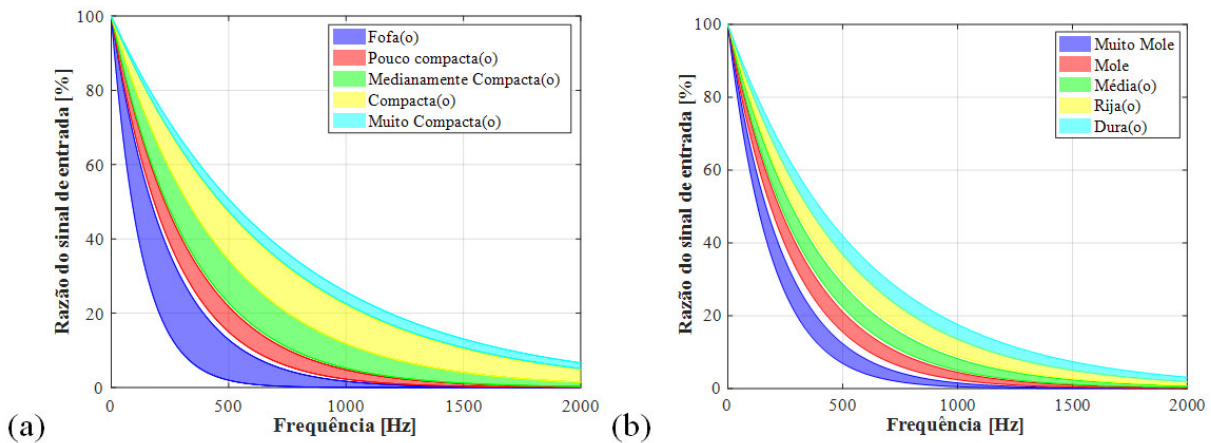 100
80
60
40
20
0
Razão do sinal de entrada [%]
Fofa(o)
Pouco compacta(o)
Medianamente Compacta(o)
Compacta(o)
Muito Compacta(o)
0 500 1000 1500 2000
Frequência [Hz]
(a)
100
80
60
40
20
0
Razão do sinal de entrada [%]
Muito Mole
Mole
Média(o)
Rija(o)
Dura(o)
0 500 1000 1500 2000
Frequência [Hz]
(b)